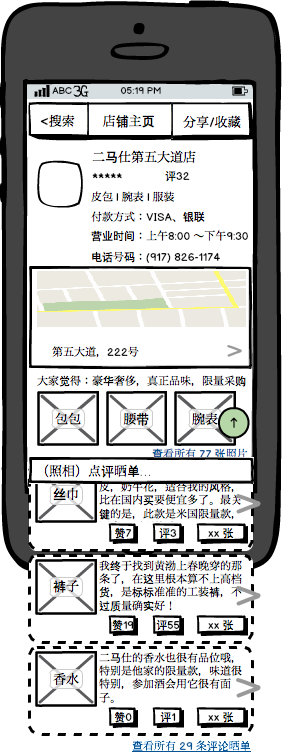 ABC 3G 05:19 PM
<搜索 店铺主页 分享/收藏
二马仕第五大道店
***** 评32
皮包 | 腕表 | 服装
付款方式：VISA、银联
营业时间：上午8:00 ～下午9:30
电话号码：(917) 826-1174
第五大道，222号
>
大家觉得：豪华奢侈，真正品味，限量采购
包包 腰带 腕表
↑
查看所有 77 张照片
（照相）点评晒单...
丝巾
皮，奶牛花，适合我的风格，
比在国内买要便宜多了。最关
键的是，此款是米国限量款，
>
赞7 评3 xx 张
裤子
我终于找到黄渤上春晚穿的那
条了，在这里根本算不上高档
货，是标标准准的工装裤，不
过质量确实好！
>
赞19 评55 xx 张
香水
二马仕的香水也很有品位哦，
特别是他家的限量款，味道很
特别，参加酒会用它很有面
子。
>
赞0 评1 xx 张
查看所有 29 条评论晒单